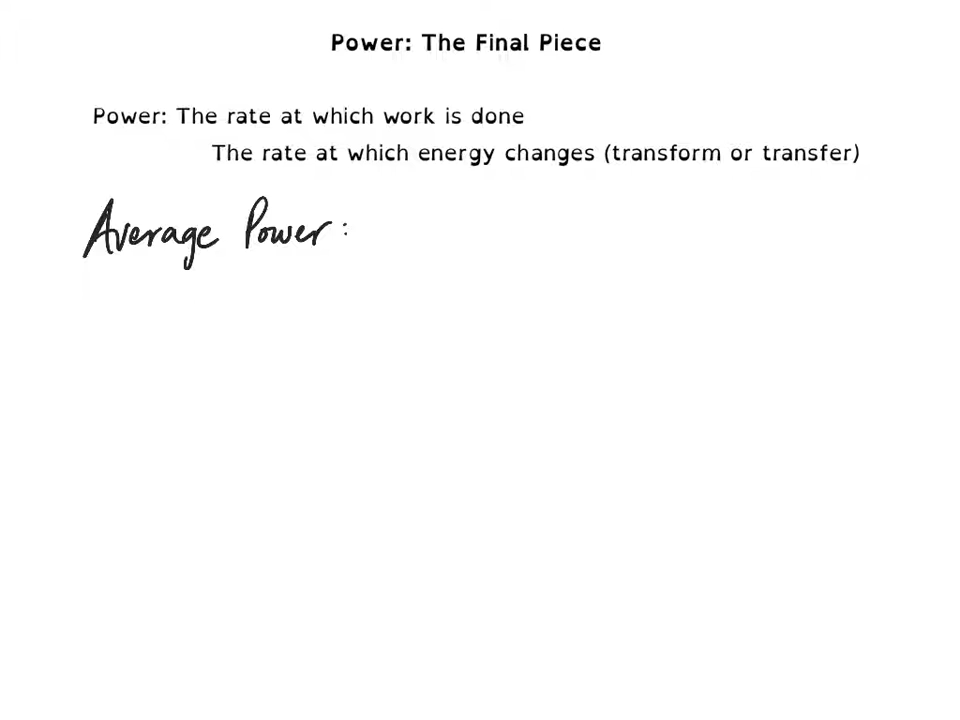 Power: The Final Piece
Power: The rate at which work is done
The rate at which energy changes (transform or transfer)
Average Power: